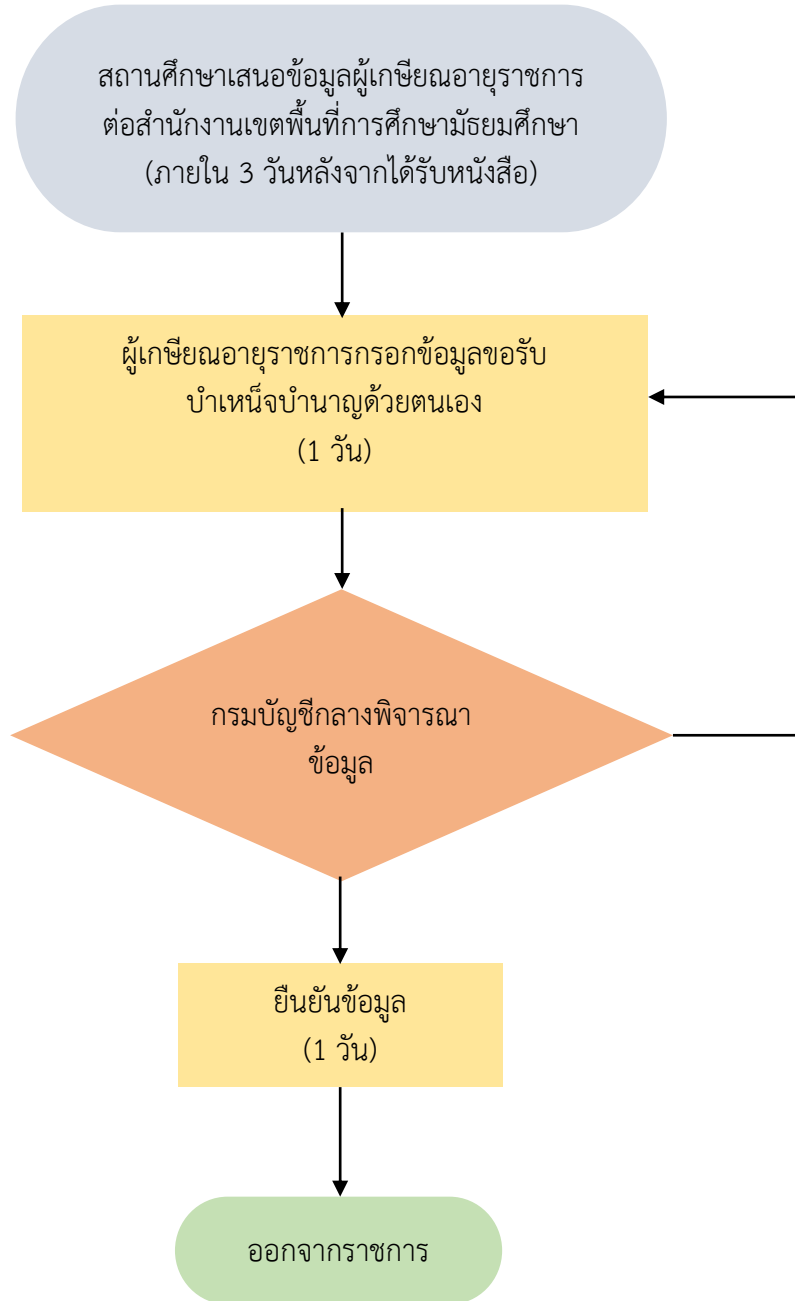 สถานศึกษาเสนอข้อมูลผู้เกษียณอายุราชการ
ต่อสำนักงานเขตพื้นที่การศึกษามัธยมศึกษา
(ภายใน 3 วันหลังจากได้รับหนังสือ)
ผู้เกษียณอายุราชการกรอกข้อมูลขอรับ
บำเหน็จบำนาญด้วยตนเอง
(1 วัน)
กรมบัญชีกลางพิจารณา
ข้อมูล
ยืนยันข้อมูล
(1 วัน)
ออกจากราชการ